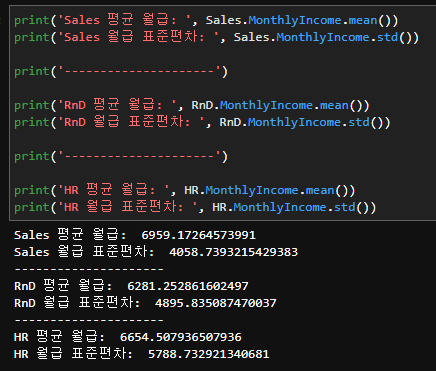 print('Sales 평균 월급: ', Sales.MonthlyIncome.mean())
print('Sales 월급 표준편차: ', Sales.MonthlyIncome.std())
print('---------------------')
print('RnD 평균 월급: ', RnD.MonthlyIncome.mean())
print('RnD 월급 표준편차: ', RnD.MonthlyIncome.std())
print('---------------------')
print('HR 평균 월급: ', HR.MonthlyIncome.mean())
print('HR 월급 표준편차: ', HR.MonthlyIncome.std())
Sales 평균 월급:  6959.17264573991
Sales 월급 표준편차:  4058.7393215429383
---------------------
RnD 평균 월급:  6281.252861602497
RnD 월급 표준편차:  4895.835087470037
---------------------
HR 평균 월급:  6654.507936507936
HR 월급 표준편차:  5788.732921340681